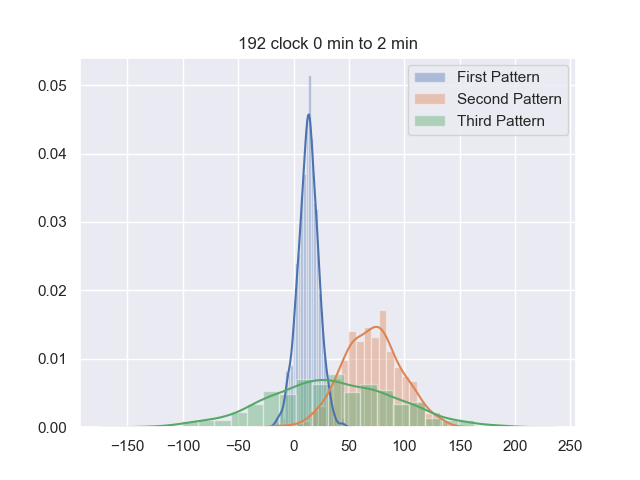 192 clock 0 min to 2 min
First Pattern
Second Pattern
Third Pattern
0.05
0.04
0.03
0.02
0.01
0.00
−150 −100 −50 0 50 100 150 200 250